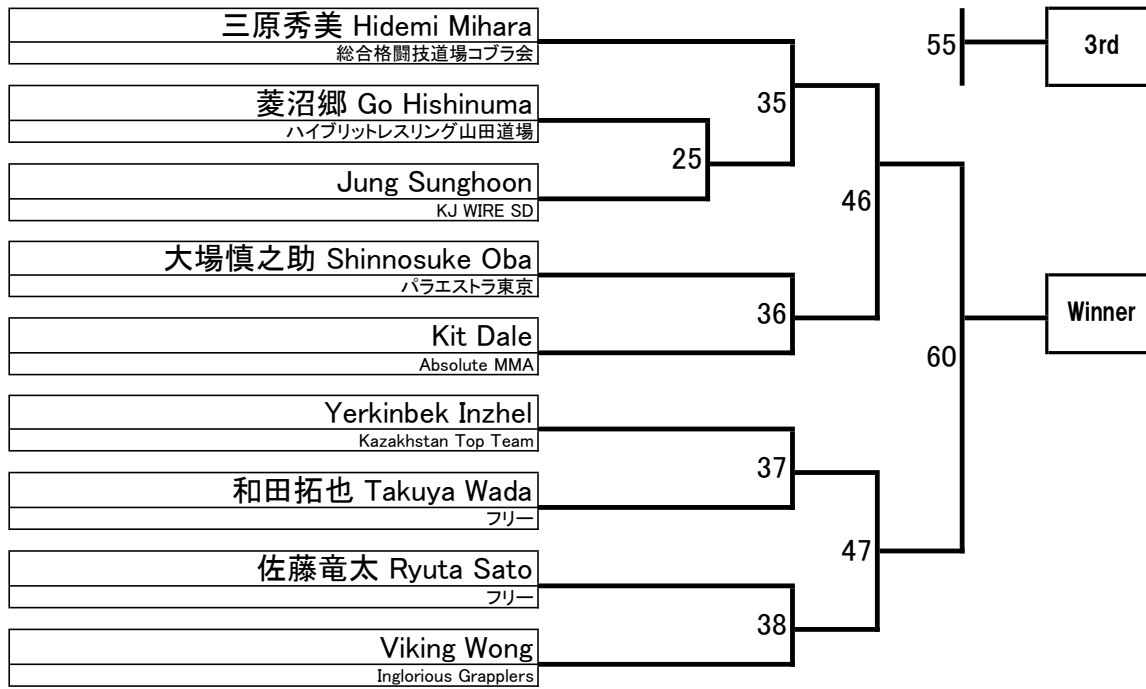 三原秀美 Hidemi Mihara
総合格闘技道場コブラ会
55
3rd
35
菱沼郷 Go Hishinuma
ハイブリットレスリング山田道場
25
Jung Sunghoon
KJ WIRE SD
46
大場慎之助 Shinnosuke Oba
パラエストラ東京
36
Winner
Kit Dale
Absolute MMA
60
Yerkinbek Inzhel
Kazakhstan Top Team
37
和田拓也 Takuya Wada
フリー
47
佐藤竜太 Ryuta Sato
フリー
38
Viking Wong
Inglorious Grapplers